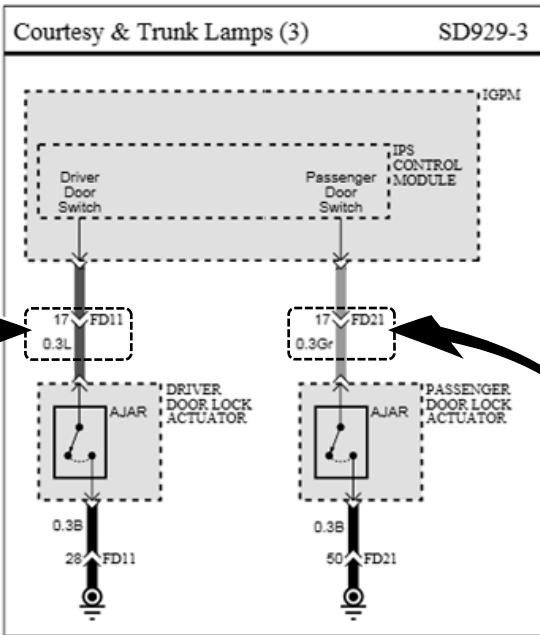 Courtesy & Trunk Lamps (3) SD929-3
IGPM
IPS
CONTROL
MODULE
Driver
Door
Switch
Passenger
Door
Switch
17 FD11
0.3L
17 FD21
0.3Gr
DRIVER
DOOR LOCK
ACTUATOR
AJAR
PASSENGER
DOOR LOCK
ACTUATOR
AJAR
0.3B
28 FD11
0.3B
50 FD21